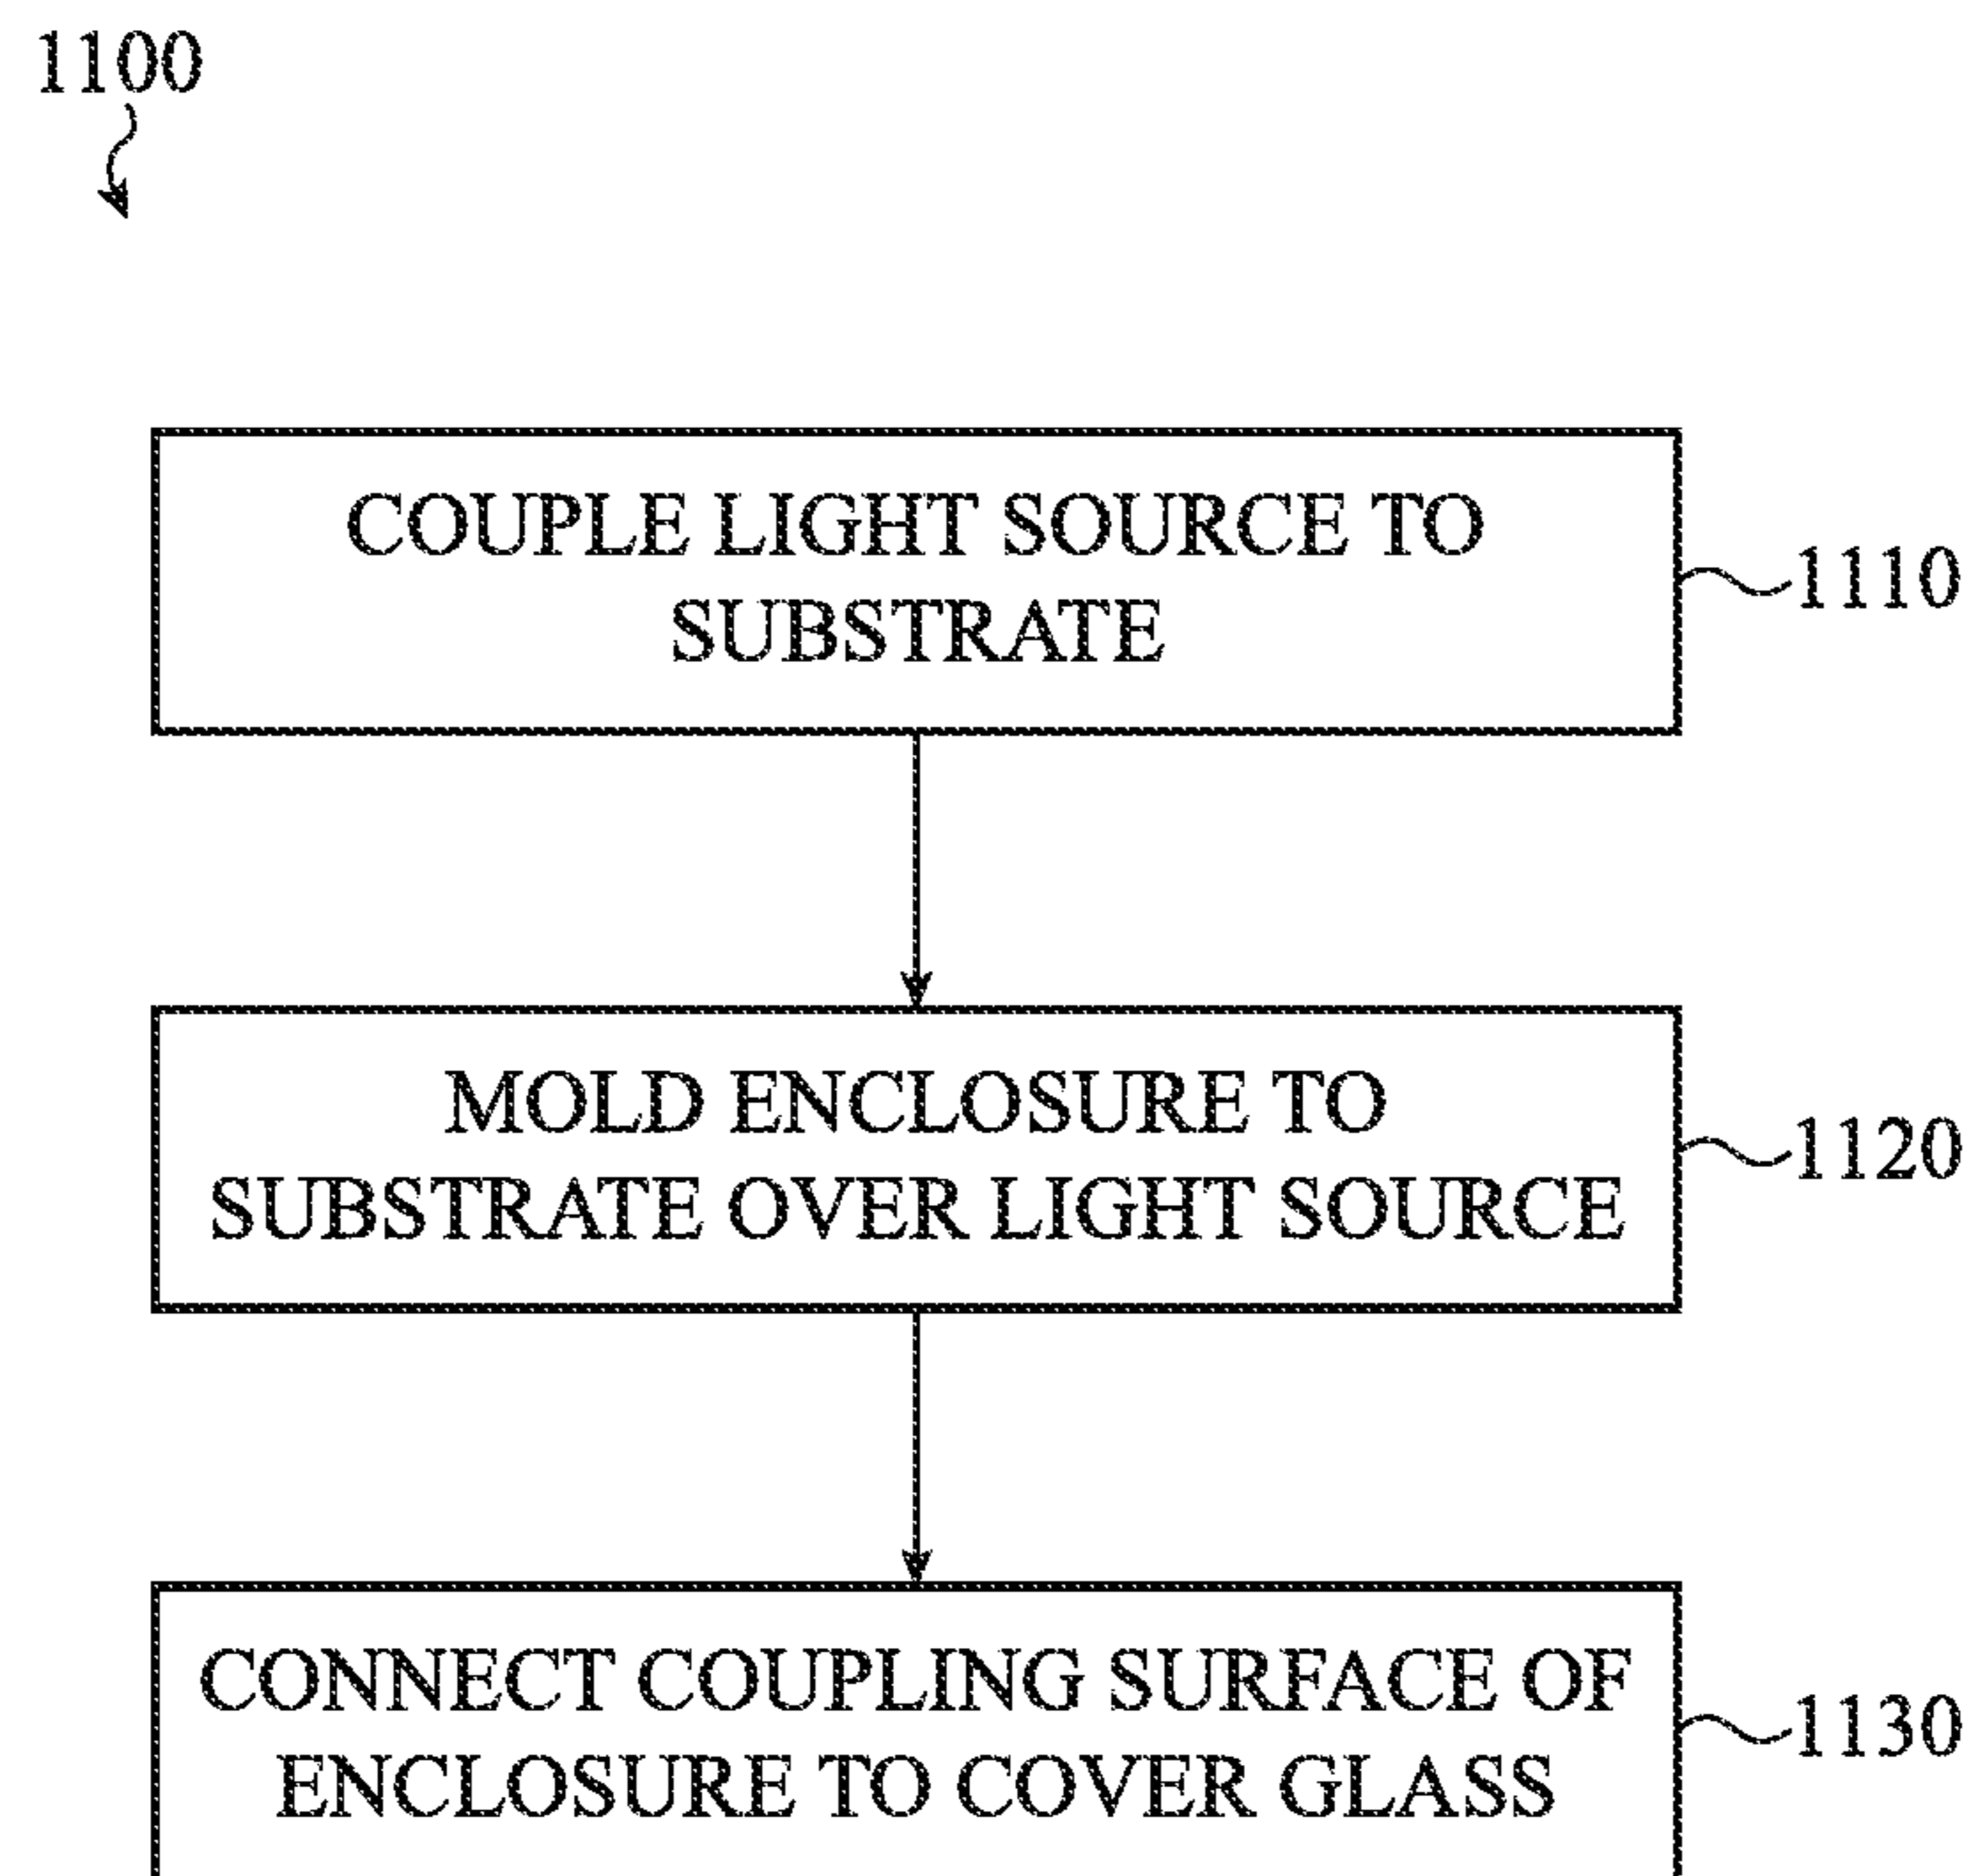 1100
COUPLE LIGHT SOURCE TO
SUBSTRATE
1110
MOLD ENCLOSURE TO
SUBSTRATE OVER LIGHT SOURCE
1120
CONNECT COUPLING SURFACE OF
ENCLOSURE TO COVER GLASS
1130